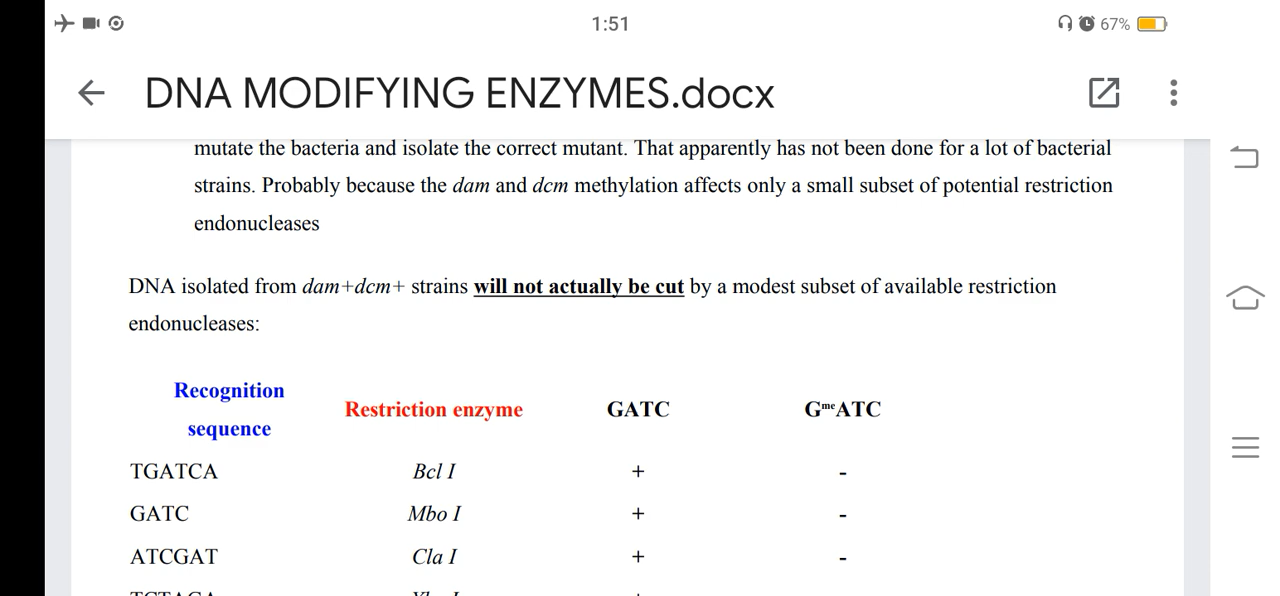 1:51
67%
DNA MODIFYING ENZYMES.docx
mutate the bacteria and isolate the correct mutant. That apparently has not been done for a lot of bacterial
strains. Probably because the dam and dcm methylation affects only a small subset of potential restriction
endonucleases
DNA isolated from dam+dcm+ strains will not actually be cut by a modest subset of available restriction
endonucleases:
Recognition
sequence
Restriction enzyme GATC GᵐᵉATC
TGATCA Bcl I + -
GATC Mbo I + -
ATCGAT Cla I + -